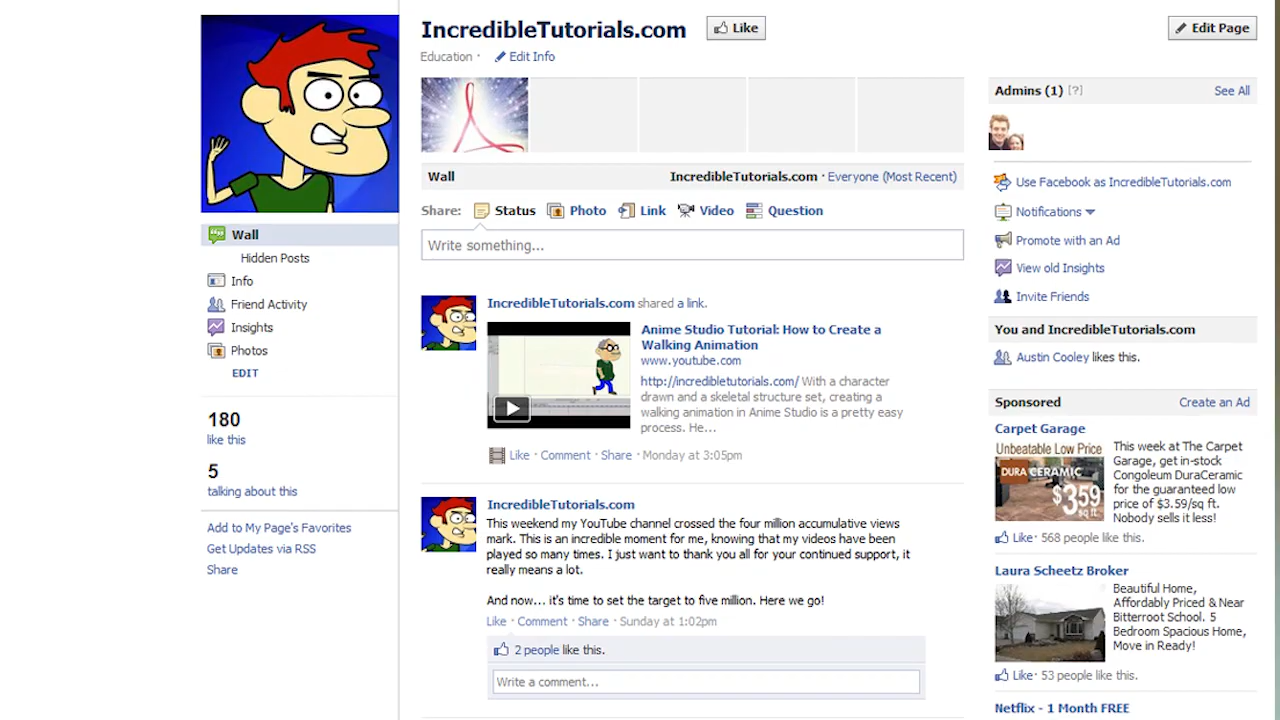 IncredibleTutorials.com
Like
Edit Page
Education · Edit Info
Wall
IncredibleTutorials.com · Everyone (Most Recent)
Share: Status Photo Link Video Question
Write something...
Wall
Hidden Posts
Info
Friend Activity
Insights
Photos
EDIT
180
like this
5
talking about this
Add to My Page's Favorites
Get Updates via RSS
Share
IncredibleTutorials.com shared a link.
Anime Studio Tutorial: How to Create a
Walking Animation
www.youtube.com
http://incredibletutorials.com/ With a character
drawn and a skeletal structure set, creating a
walking animation in Anime Studio is a pretty easy
process. He...
Like · Comment · Share · Monday at 3:05pm
IncredibleTutorials.com
This weekend my YouTube channel crossed the four million accumulative views
mark. This is an incredible moment for me, knowing that my videos have been
played so many times. I just want to thank you all for your continued support, it
really means a lot.
And now... it's time to set the target to five million. Here we go!
Like · Comment · Share · Sunday at 1:02pm
2 people like this.
Write a comment...
Admins (1) [?]
See All
Use Facebook as IncredibleTutorials.com
Notifications
Promote with an Ad
View old Insights
Invite Friends
You and IncredibleTutorials.com
Austin Cooley likes this.
Sponsored
Create an Ad
Carpet Garage
Unbeatable Low Price
DURA CERAMIC
$3.59
sq ft.
This week at The Carpet
Garage, get in-stock
Congoleum DuraCeramic
for the guaranteed low
price of $3.59/sq ft.
Nobody sells it less!
Like · 568 people like this.
Laura Scheetz Broker
Beautiful Home,
Affordably Priced & Near
Bitterroot School. 5
Bedroom Spacious Home,
Move in Ready!
Like · 53 people like this.
Netflix - 1 Month FREE